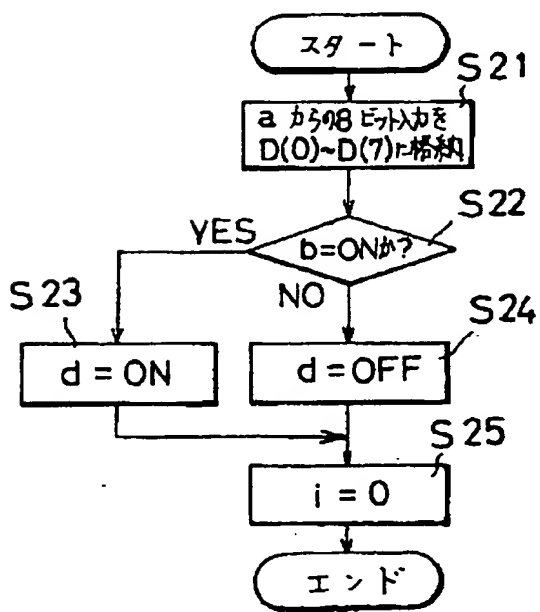 スタート
S21
a からの8ビット入力を
D(0)~D(7)に格納
S22
YES
b=ONか?
NO
S23
S24
d=ON
d=OFF
S25
i=0
エンド